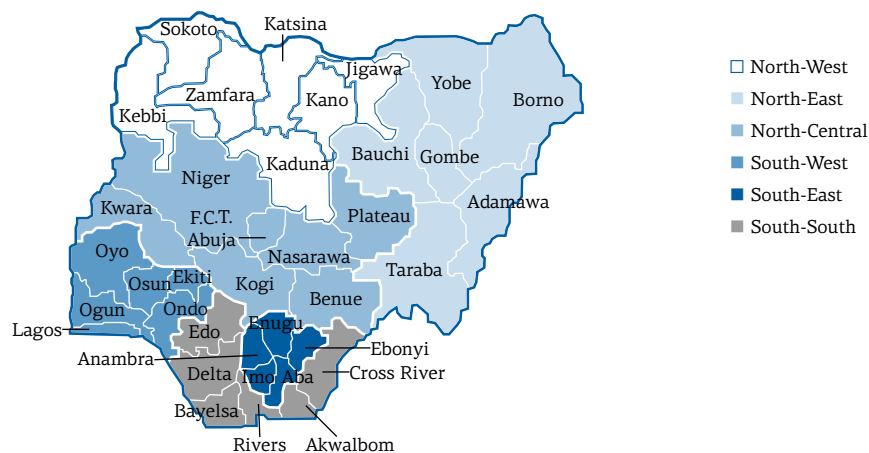 Sokoto
Katsina
Jigawa
Yobe
Zamfara
Kano
Borno
Kebbi
Bauchi
Gombe
Kaduna
Niger
Adamawa
Kwara
F.C.T.
Abuja
Plateau
Oyo
Nasarawa
Taraba
Osun
Ekiti
Kogi
Benue
Ogun
Ondo
Lagos
Edo
Enugu
Anambra
Ebonyi
Delta
Imo
Aba
Cross River
Bayelsa
Rivers
Akwalbom
North-West
North-East
North-Central
South-West
South-East
South-South